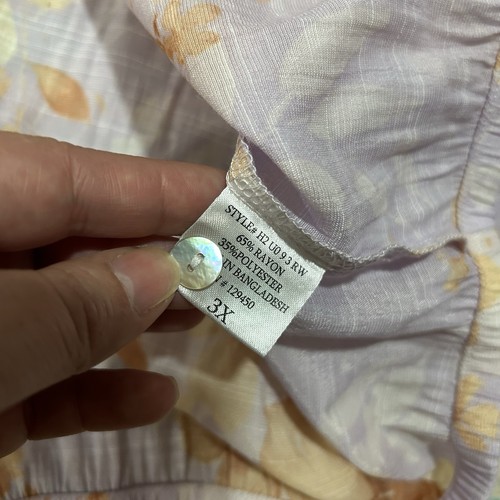 STYLE# H2 U0 9 3 RW
65% RAYON
35%POLYESTER
IN BANGLADESH
# 129450
3X